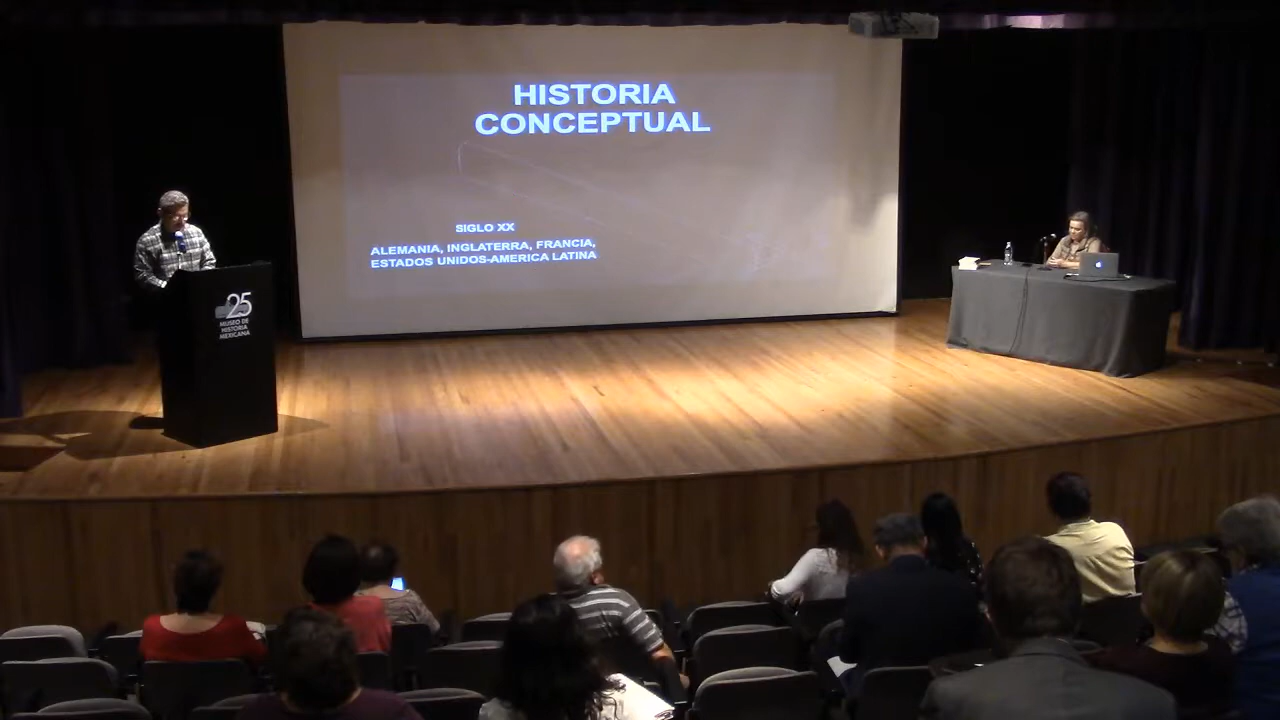 HISTORIA
CONCEPTUAL
SIGLO XX
ALEMANIA, INGLATERRA, FRANCIA,
ESTADOS UNIDOS-AMERICA LATINA
25
MUSEO DE
HISTORIA
MEXICANA